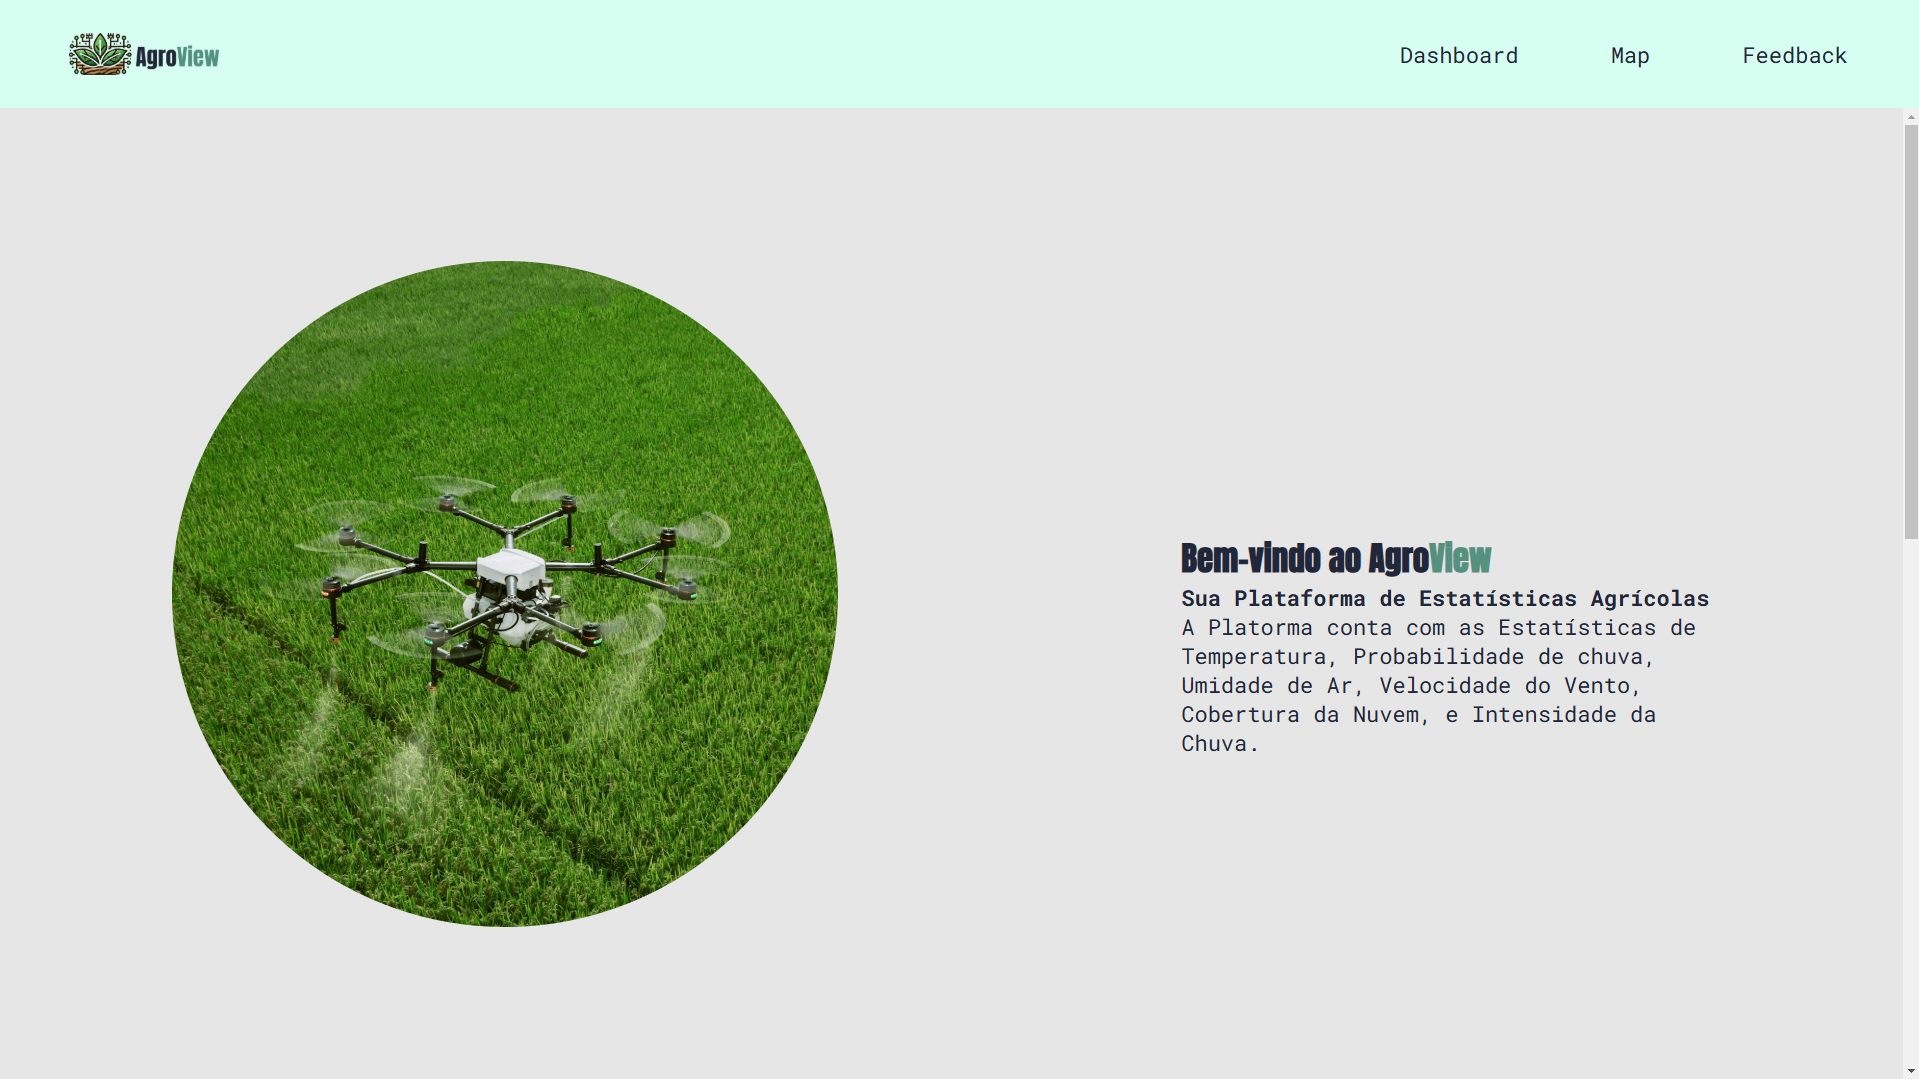 AgroView
Dashboard
Map
Feedback
Bem-vindo ao AgroView
Sua Plataforma de Estatísticas Agrícolas
A Platorma conta com as Estatísticas de
Temperatura, Probabilidade de chuva,
Umidade de Ar, Velocidade do Vento,
Cobertura da Nuvem, e Intensidade da
Chuva.